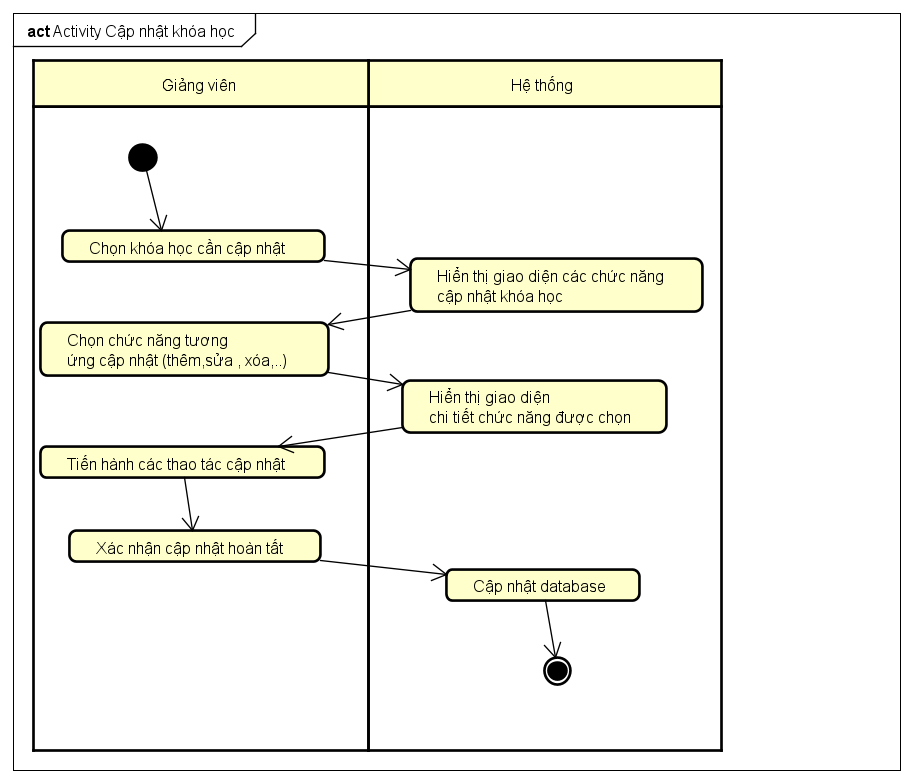 act Activity Cập nhật khóa học
Giảng viên
Hệ thống
Chọn khóa học cần cập nhật
Hiển thị giao diện các chức năng
cập nhật khóa học
Chọn chức năng tương
ứng cập nhật (thêm,sửa , xóa,..)
Hiển thị giao diện
chi tiết chức năng được chọn
Tiến hành các thao tác cập nhật
Xác nhận cập nhật hoàn tất
Cập nhật database